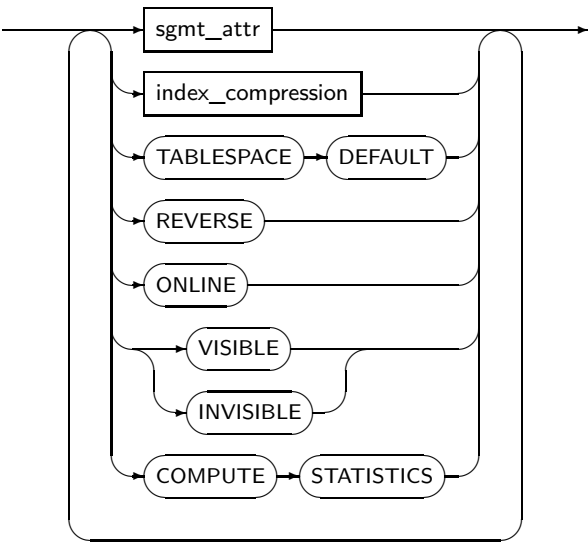 sgmt_attr
index_compression
TABLESPACE DEFAULT
REVERSE
ONLINE
VISIBLE
INVISIBLE
COMPUTE STATISTICS